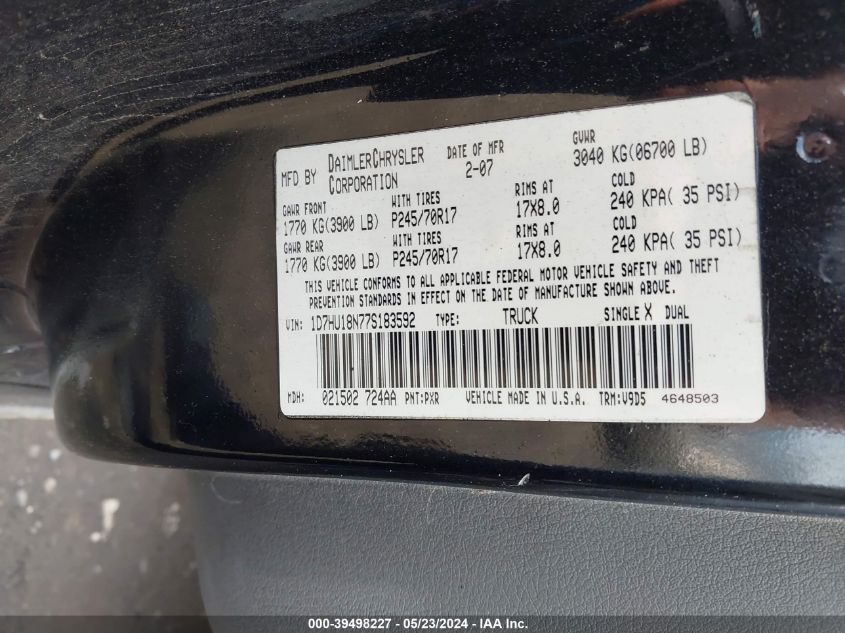 MFD BY DAIMLERCHRYSLER CORPORATION DATE OF MFR 2-07 GVWR 3040 KG(06700 LB)
GAWR FRONT WITH TIRES RIMS AT COLD
1770 KG(3900 LB) P245/70R17 17X8.0 240 KPA( 35 PSI)
GAWR REAR WITH TIRES RIMS AT COLD
1770 KG(3900 LB) P245/70R17 17X8.0 240 KPA( 35 PSI)
THIS VEHICLE CONFORMS TO ALL APPLICABLE FEDERAL MOTOR VEHICLE SAFETY AND THEFT
PREVENTION STANDARDS IN EFFECT ON THE DATE OF MANUFACTURE SHOWN ABOVE.
VIN: 1D7HU18N77S183592 TYPE: TRUCK SINGLE X DUAL
MDH: 021502 724AA PNT:PXR VEHICLE MADE IN U.S.A. TRM:V9D5 4648503
000-39498227 - 05/23/2024 - IAA Inc.